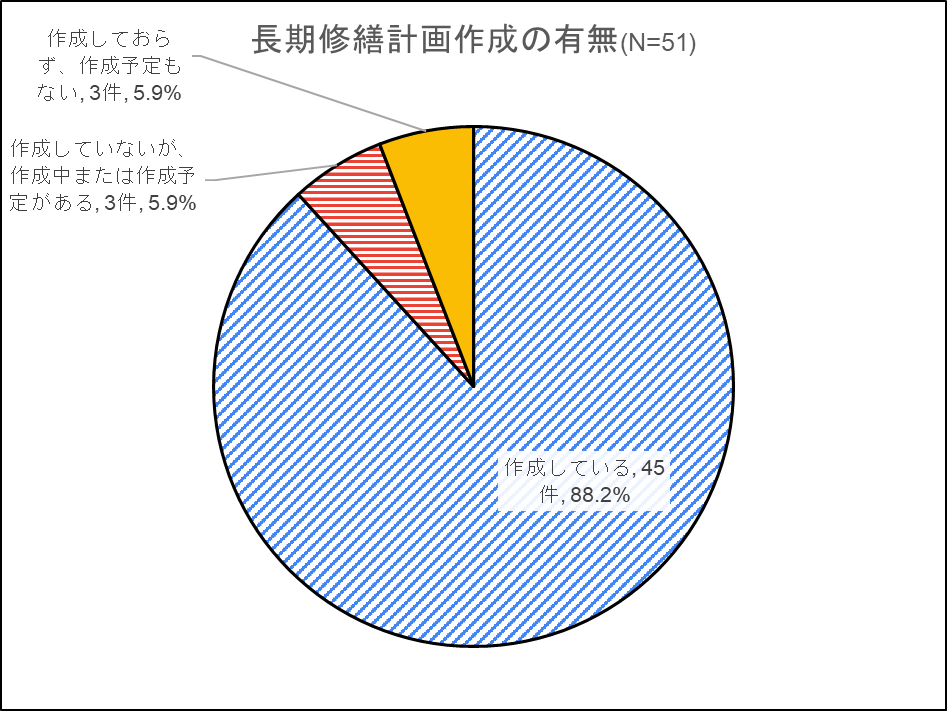 長期修繕計画作成の有無(N=51)
作成しておら
ず、作成予定も
ない, 3件, 5.9%
作成していないが、
作成中または作成予
定がある, 3件, 5.9%
作成している, 45
件, 88.2%